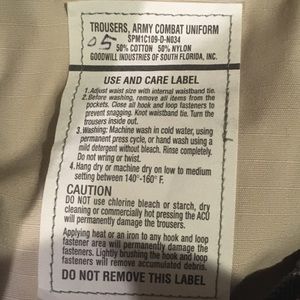 TROUSERS, ARMY COMBAT UNIFORM
05
SPM1C109-D-N034
50% COTTON 50% NYLON
GOODWILL INDUSTRIES OF SOUTH FLORIDA, INC.
USE AND CARE LABEL
1. Adjust waist size with internal waistband tie.
2. Before washing, remove all items from the
pockets. Close all hook and loop fasteners to
prevent snagging. Knot waistband tie. Turn the
trousers inside out.
3. Washing: Machine wash in cold water, using
permanent press cycle, or hand wash using a
mild detergent without bleach. Rinse completely.
Do not wring or twist.
4. Hang dry or machine dry on low to medium
setting between 140°-160° F.
CAUTION
DO NOT use chlorine bleach or starch, dry
cleaning or commercially hot pressing the ACU
will permanently damage the trousers.
Applying heat or an iron to any hook and loop
fastener area will permanently damage the
fasteners. Lightly brushing the hook and loop
fasteners will remove accumulated debris.
DO NOT REMOVE THIS LABEL